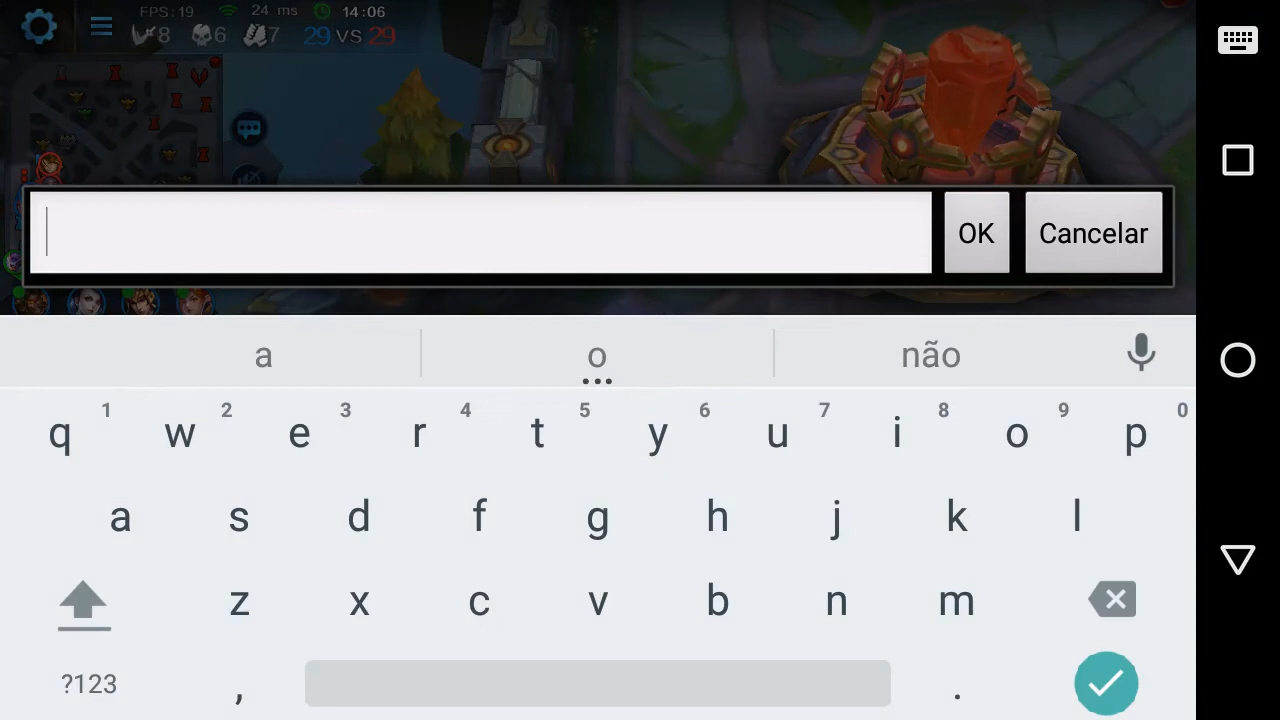 FPS:19 24 ms 14:06
8 6 7 29 VS 29
OK Cancelar
a o não
1 2 3 4 5 6 7 8 9 0
q w e r t y u i o p
a s d f g h j k l
z x c v b n m
?123 , .